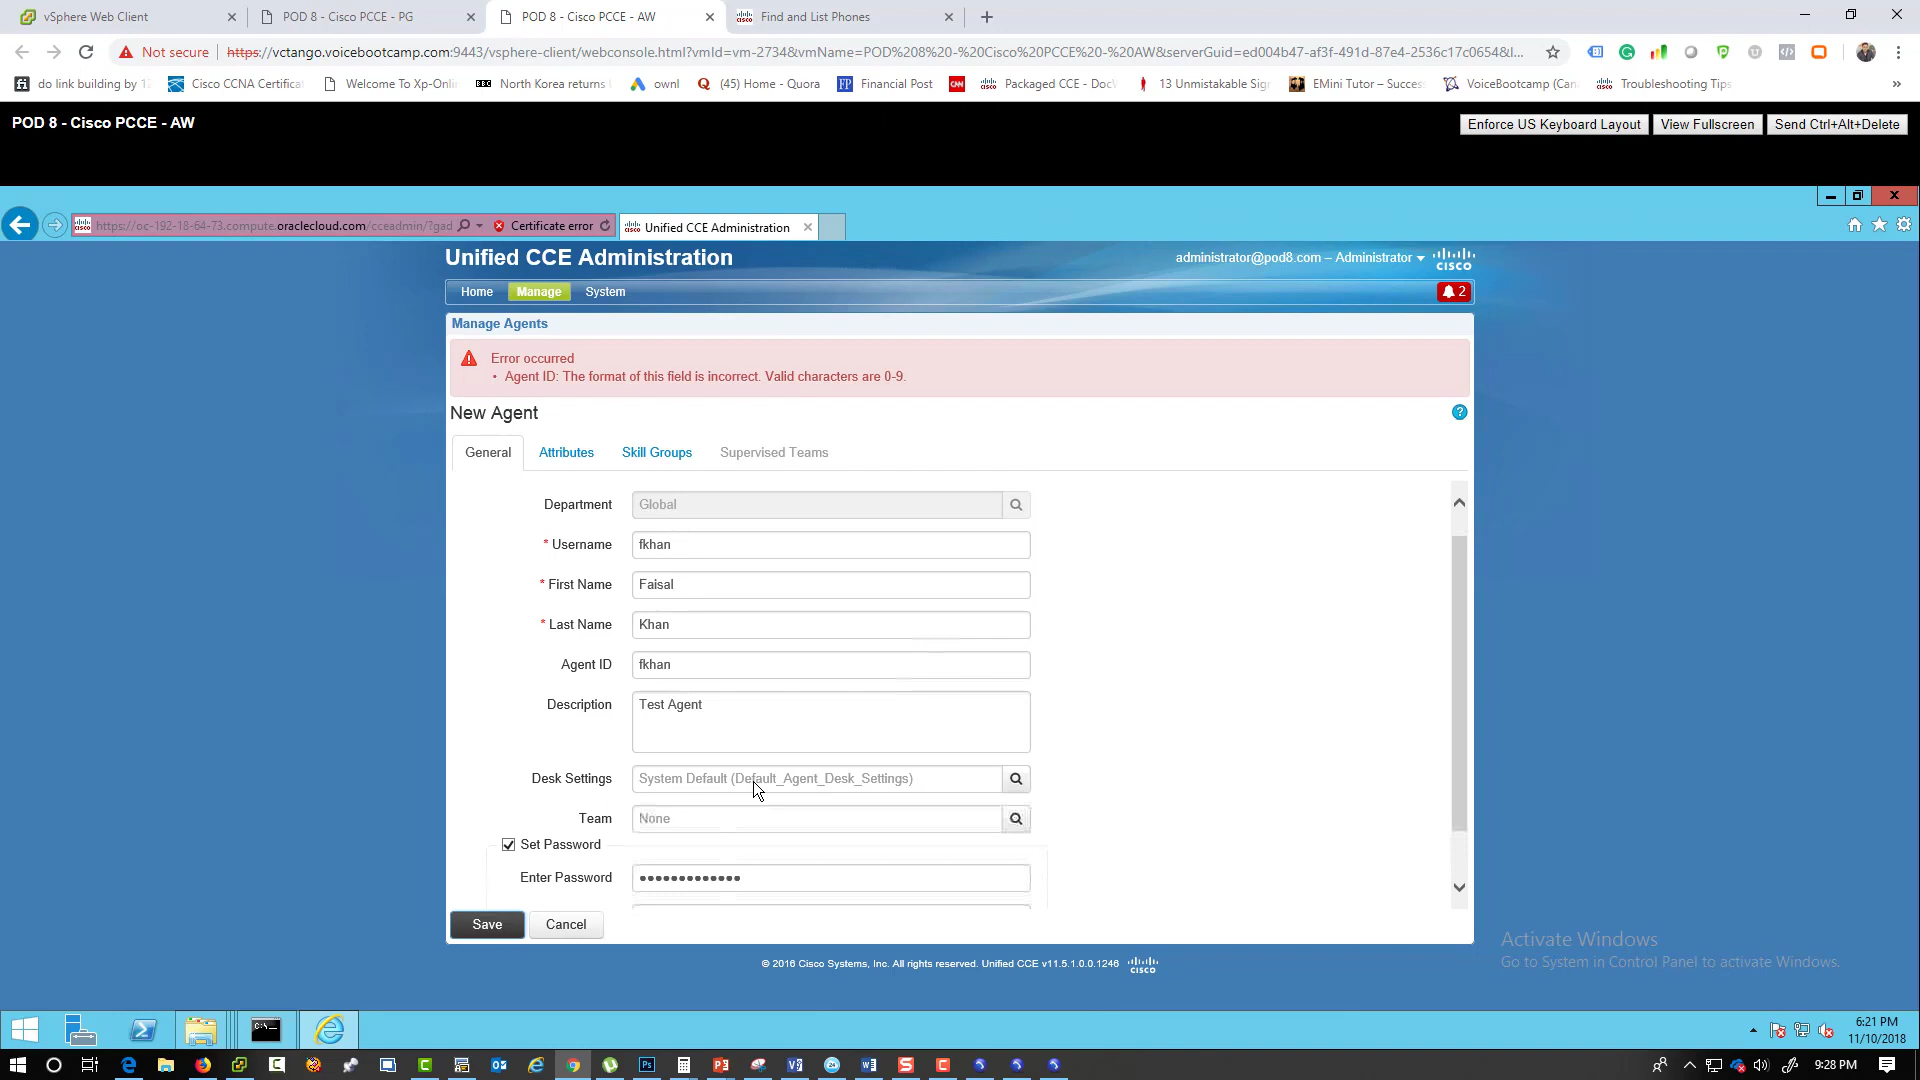 vSphere Web Client
POD 8 - Cisco PCCE - PG
POD 8 - Cisco PCCE - AW
Find and List Phones
Not secure
https://vctango.voicebootcamp.com:9443/vsphere-client/webconsole.html?vmId=vm-2734&vmName=POD%208%20-%20Cisco%20PCCE%20-%20AW&serverGuid=ed004b47-af3f-491d-87e4-2536c17c0654&l...
do link building by 1
Cisco CCNA Certifica
Welcome To Xp-Onli
North Korea returns
ownl
(45) Home - Quora
Financial Post
Packaged CCE - Doc
13 Unmistakable Sig
EMini Tutor – Succes
VoiceBootcamp (Can
Troubleshooting Tips
POD 8 - Cisco PCCE - AW
Enforce US Keyboard Layout
View Fullscreen
Send Ctrl+Alt+Delete
https://oc-192-18-64-73.compute.oraclecloud.com/cceadmin/?gad
Certificate error
Unified CCE Administration
Unified CCE Administration
administrator@pod8.com – Administrator
CISCO
Home
Manage
System
2
Manage Agents
Error occurred
• Agent ID: The format of this field is incorrect. Valid characters are 0-9.
New Agent
General
Attributes
Skill Groups
Supervised Teams
Department
Global
* Username
fkhan
* First Name
Faisal
* Last Name
Khan
Agent ID
fkhan
Description
Test Agent
Desk Settings
System Default (Default_Agent_Desk_Settings)
Team
None
Set Password
Enter Password
Save
Cancel
Activate Windows
Go to System in Control Panel to activate Windows.
© 2016 Cisco Systems, Inc. All rights reserved. Unified CCE v11.5.1.0.0.1246
CISCO
6:21 PM
11/10/2018
9:28 PM